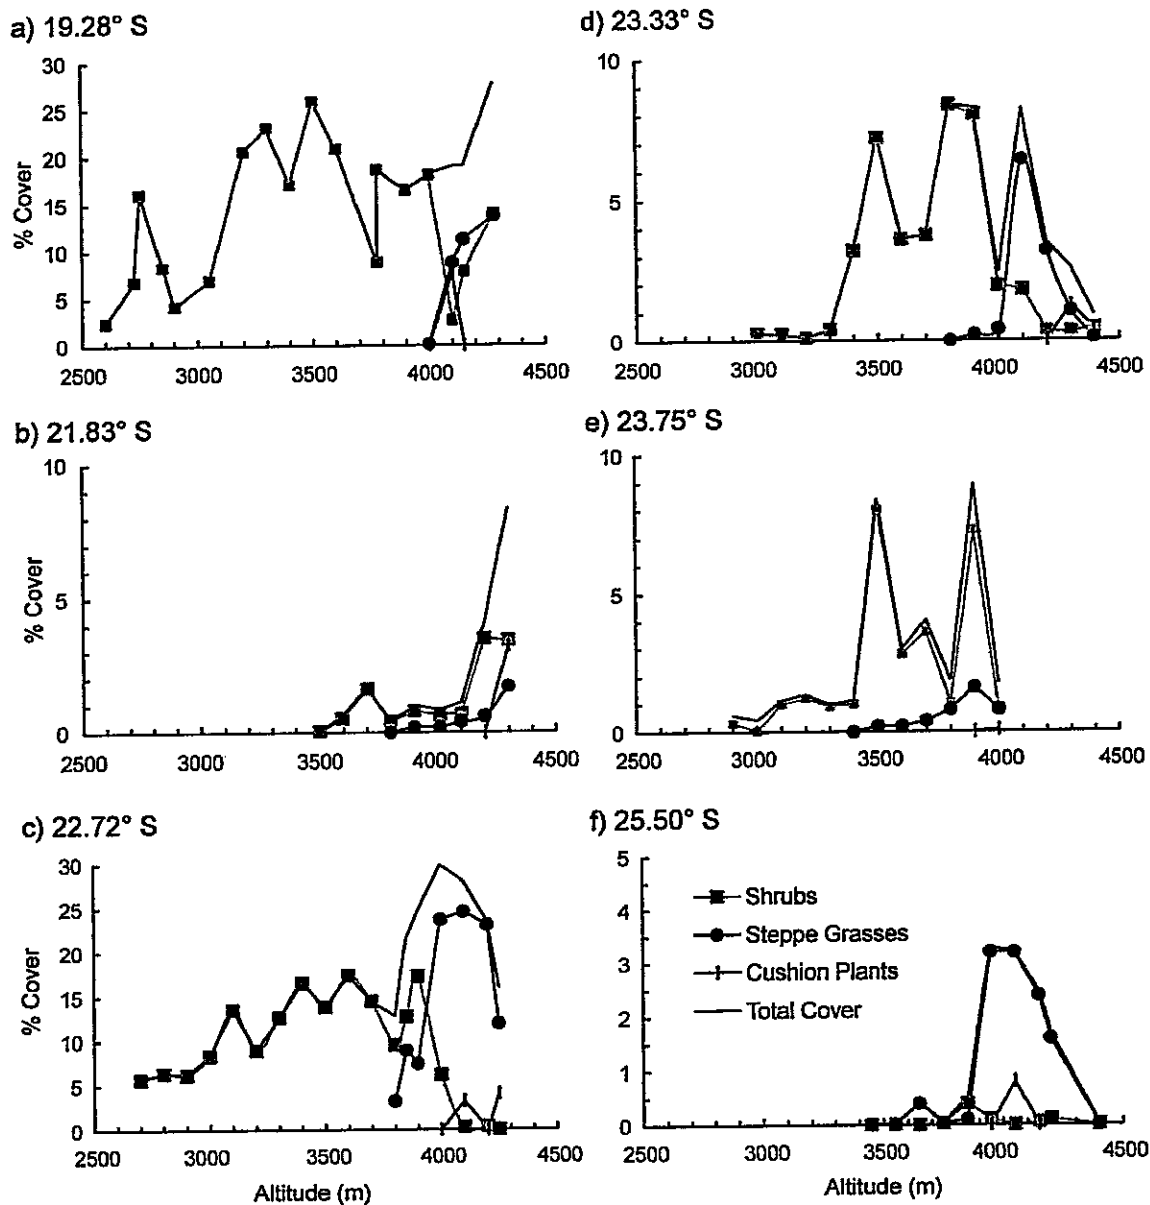 a) 19.28° S
30
25
20
15
10
5
0
% Cover
2500 3000 3500 4000 4500
b) 21.83° S
10
5
0
% Cover
2500 3000 3500 4000 4500
c) 22.72° S
30
25
20
15
10
5
0
% Cover
2500 3000 3500 4000 4500
Altitude (m)
d) 23.33° S
10
5
0
3000 3500 4000 4500
e) 23.75° S
10
5
0
2500 3000 3500 4000 4500
f) 25.50° S
5
4
3
2
1
0
Shrubs
Steppe Grasses
Cushion Plants
Total Cover
2500 3000 3500 4000 4500
Altitude (m)